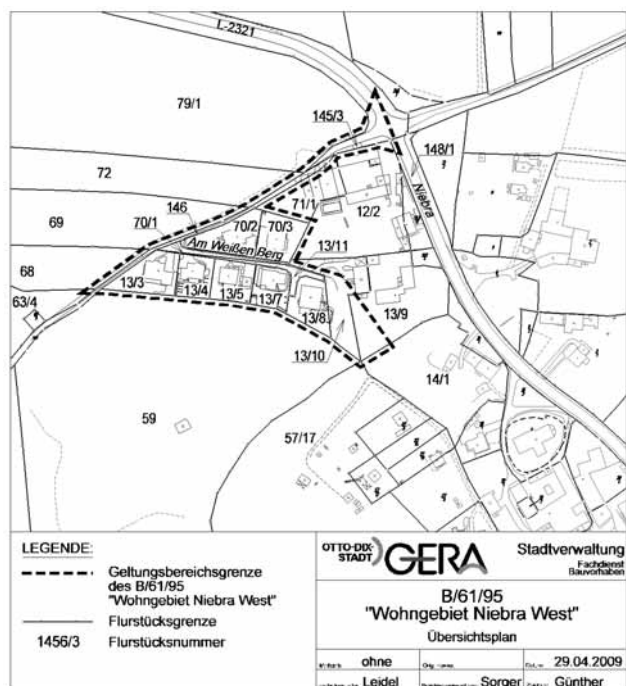 L-2321
79/1
145/3
148/1
72
Niebra
71/1
12/2
146
69
70/1
70/2
70/3
Am Weißen Berg
13/11
68
13/3
13/4
13/5
13/7
13/8
13/9
63/4
13/10
14/1
59
57/17
LEGENDE:
Geltungsbereichsgrenze
des B/61/95
"Wohngebiet Niebra West"
Flurstücksgrenze
1456/3 Flurstücksnummer
OTTO-DIX-
STADT
GERA
Stadtverwaltung
Fachdienst
Bauvorhaben
B/61/95
"Wohngebiet Niebra West"
Übersichtsplan
ohne
29.04.2009
Leidel
Sorger
Günther